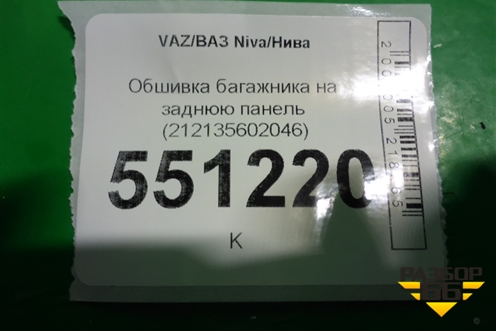 VAZ/ВАЗ Niva/Нива
Обшивка багажника на
заднюю панель
(212135602046)
551220
К
РАЗБОР
66